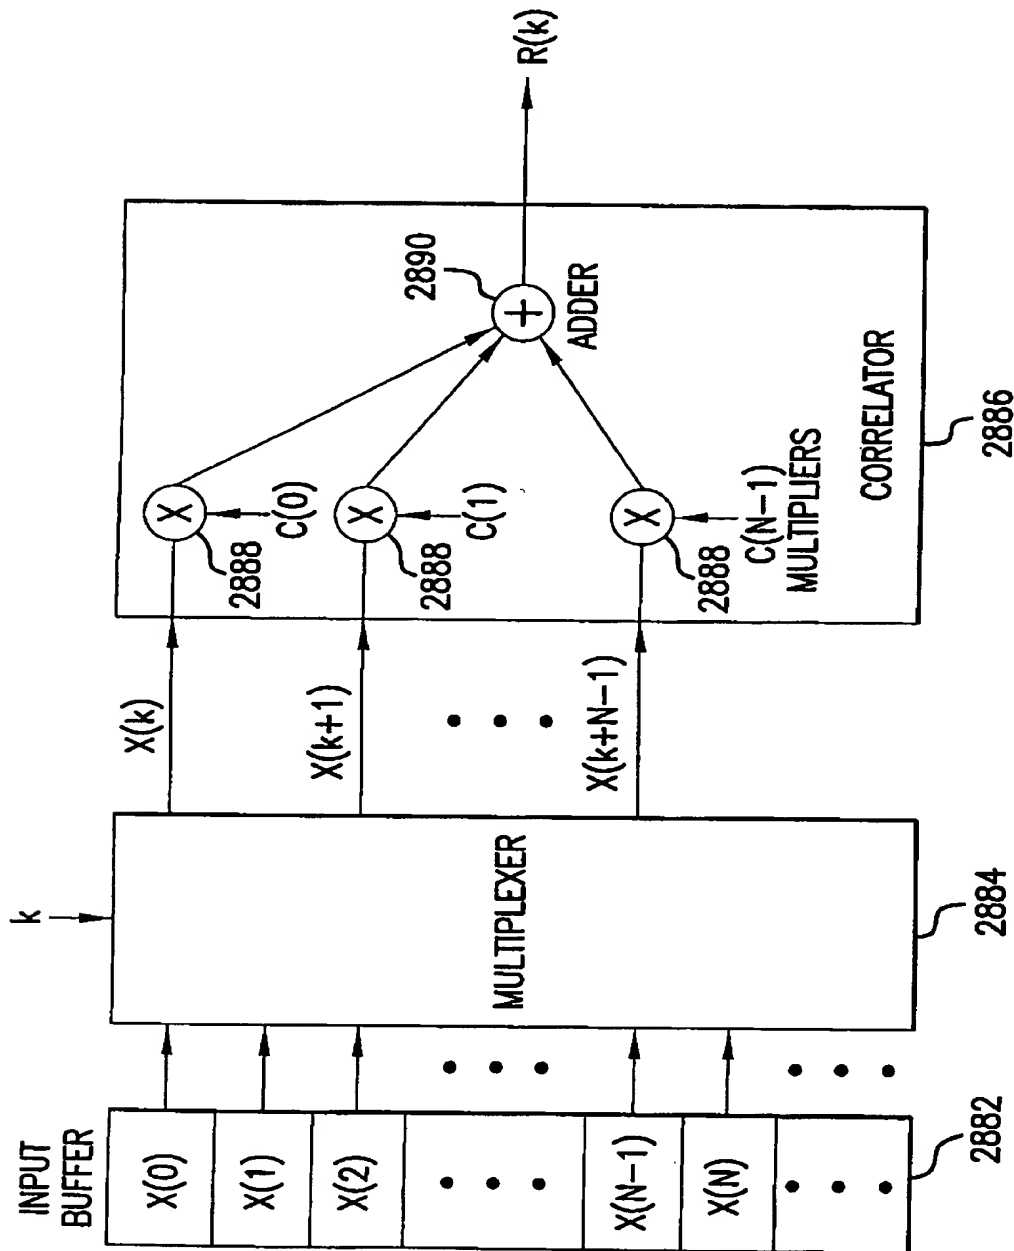 INPUT
BUFFER
X(0)
X(1)
X(2)
X(N-1)
X(N)
2882
k
MULTIPLEXER
2884
X(k)
X(k+1)
X(k+N-1)
X
2888
C(0)
X
2888
C(1)
X
2888
C(N-1)
MULTIPLIERS
2890
+
ADDER
CORRELATOR
2886
R(k)